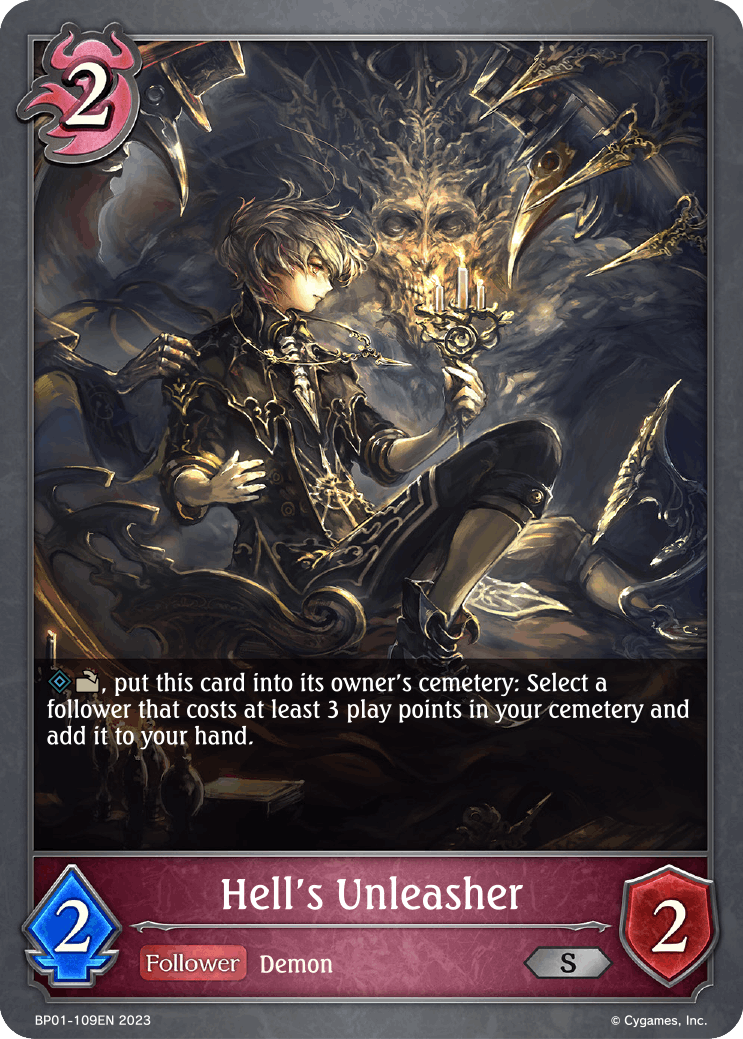 2
, put this card into its owner's cemetery: Select a
follower that costs at least 3 play points in your cemetery and
add it to your hand.
Hell's Unleasher
2
Follower Demon
S
2
BP01-109EN 2023
© Cygames, Inc.